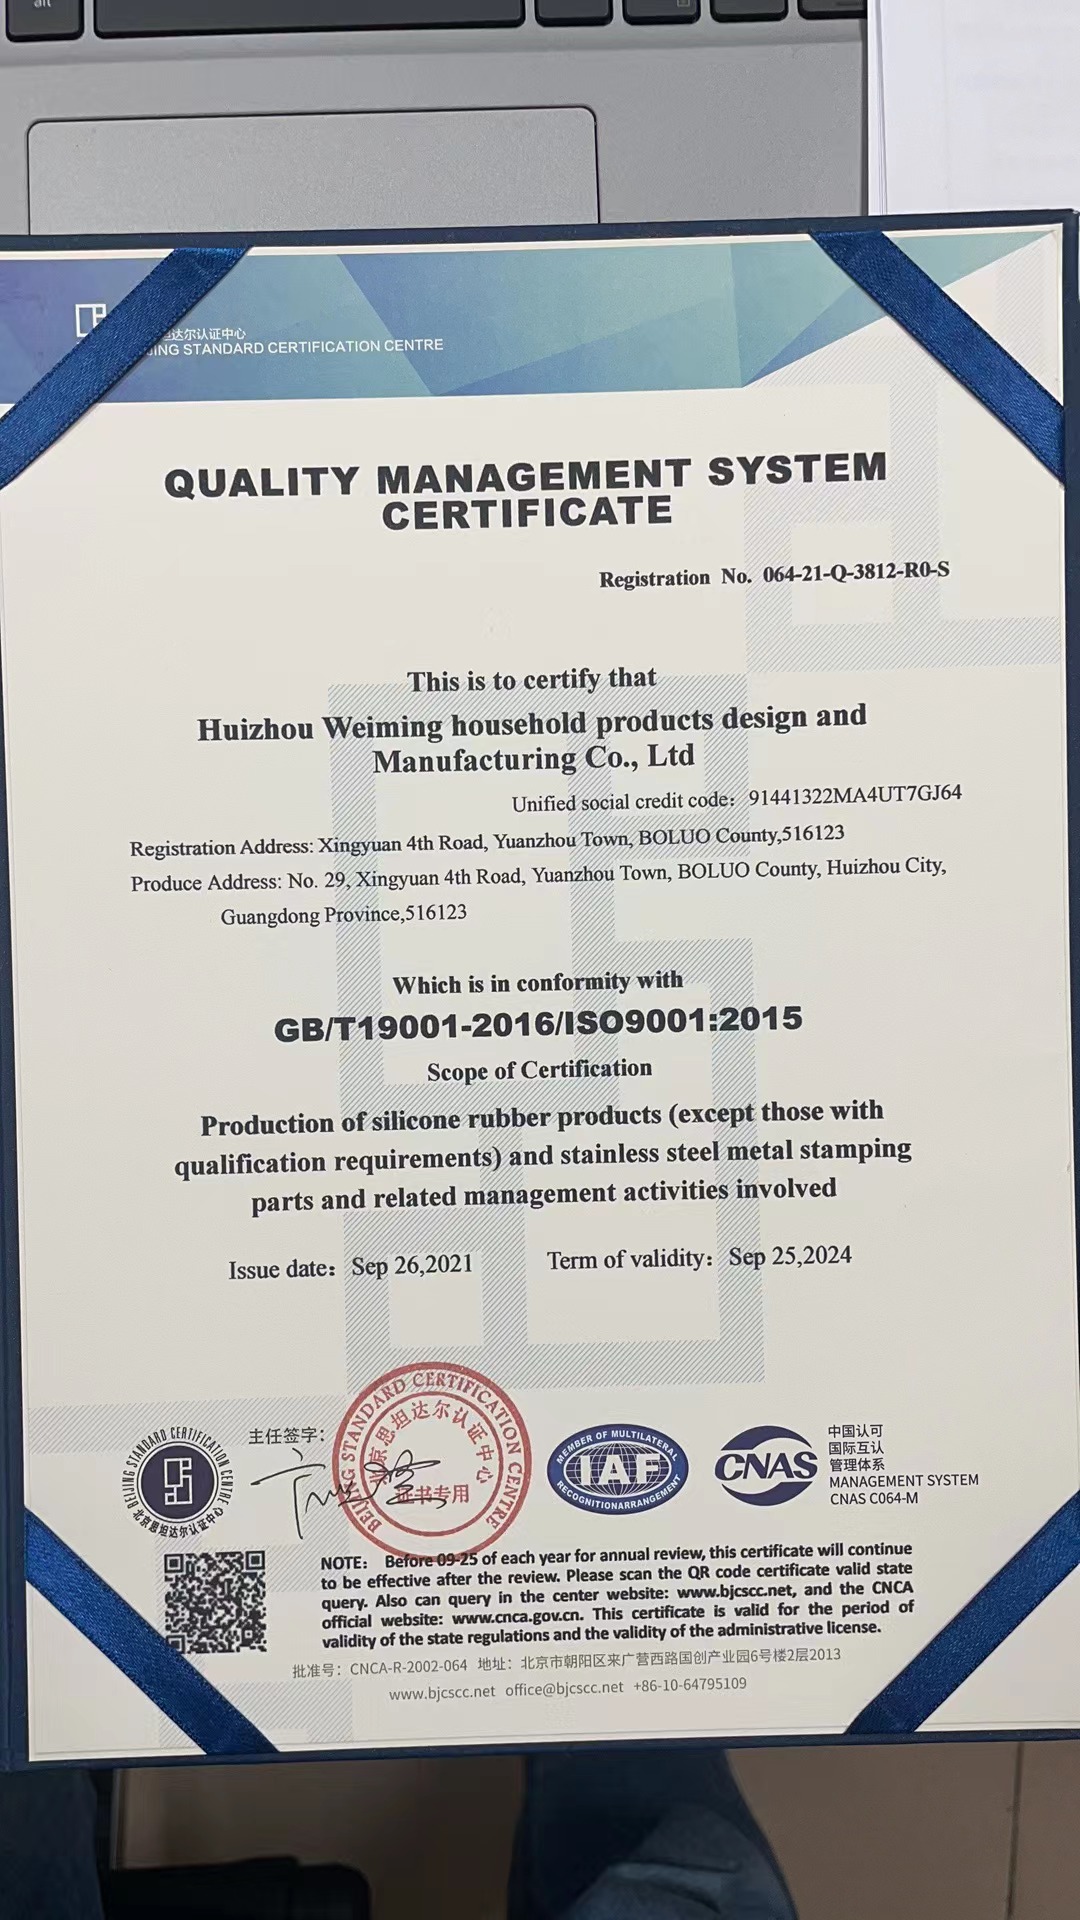 alt
达尔认证中心
ING STANDARD CERTIFICATION CENTRE
QUALITY MANAGEMENT SYSTEM
CERTIFICATE
Registration No. 064-21-Q-3812-R0-S
This is to certify that
Huizhou Weiming household products design and
Manufacturing Co., Ltd
Unified social credit code：91441322MA4UT7GJ64
Registration Address: Xingyuan 4th Road, Yuanzhou Town, BOLUO County,516123
Produce Address: No. 29, Xingyuan 4th Road, Yuanzhou Town, BOLUO County, Huizhou City,
Guangdong Province,516123
Which is in conformity with
GB/T19001-2016/ISO9001:2015
Scope of Certification
Production of silicone rubber products (except those with
qualification requirements) and stainless steel metal stamping
parts and related management activities involved
Issue date：Sep 26,2021
Term of validity：Sep 25,2024
BEIJING STANDARD CERTIFICATION CENTRE
北京恩坦达尔认证中心
主任签字：
BEIJING STANDARD CERTIFICATION CENTRE
北京恩坦达尔认证中心
证书专用
MEMBER OF MULTILATERAL
IAF
RECOGNITIONARRANGEMENT
CNAS
中国认可
国际互认
管理体系
MANAGEMENT SYSTEM
CNAS C064-M
NOTE： Before 09-25 of each year for annual review, this certificate will continue
to be effective after the review. Please scan the QR code certificate valid state
query. Also can query in the center website: www.bjcscc.net, and the CNCA
official website: www.cnca.gov.cn. This certificate is valid for the period of
validity of the state regulations and the validity of the administrative license.
批准号：CNCA-R-2002-064 地址：北京市朝阳区来广营西路国创产业园6号楼2层2013
www.bjcscc.net office@bjcscc.net +86-10-64795109